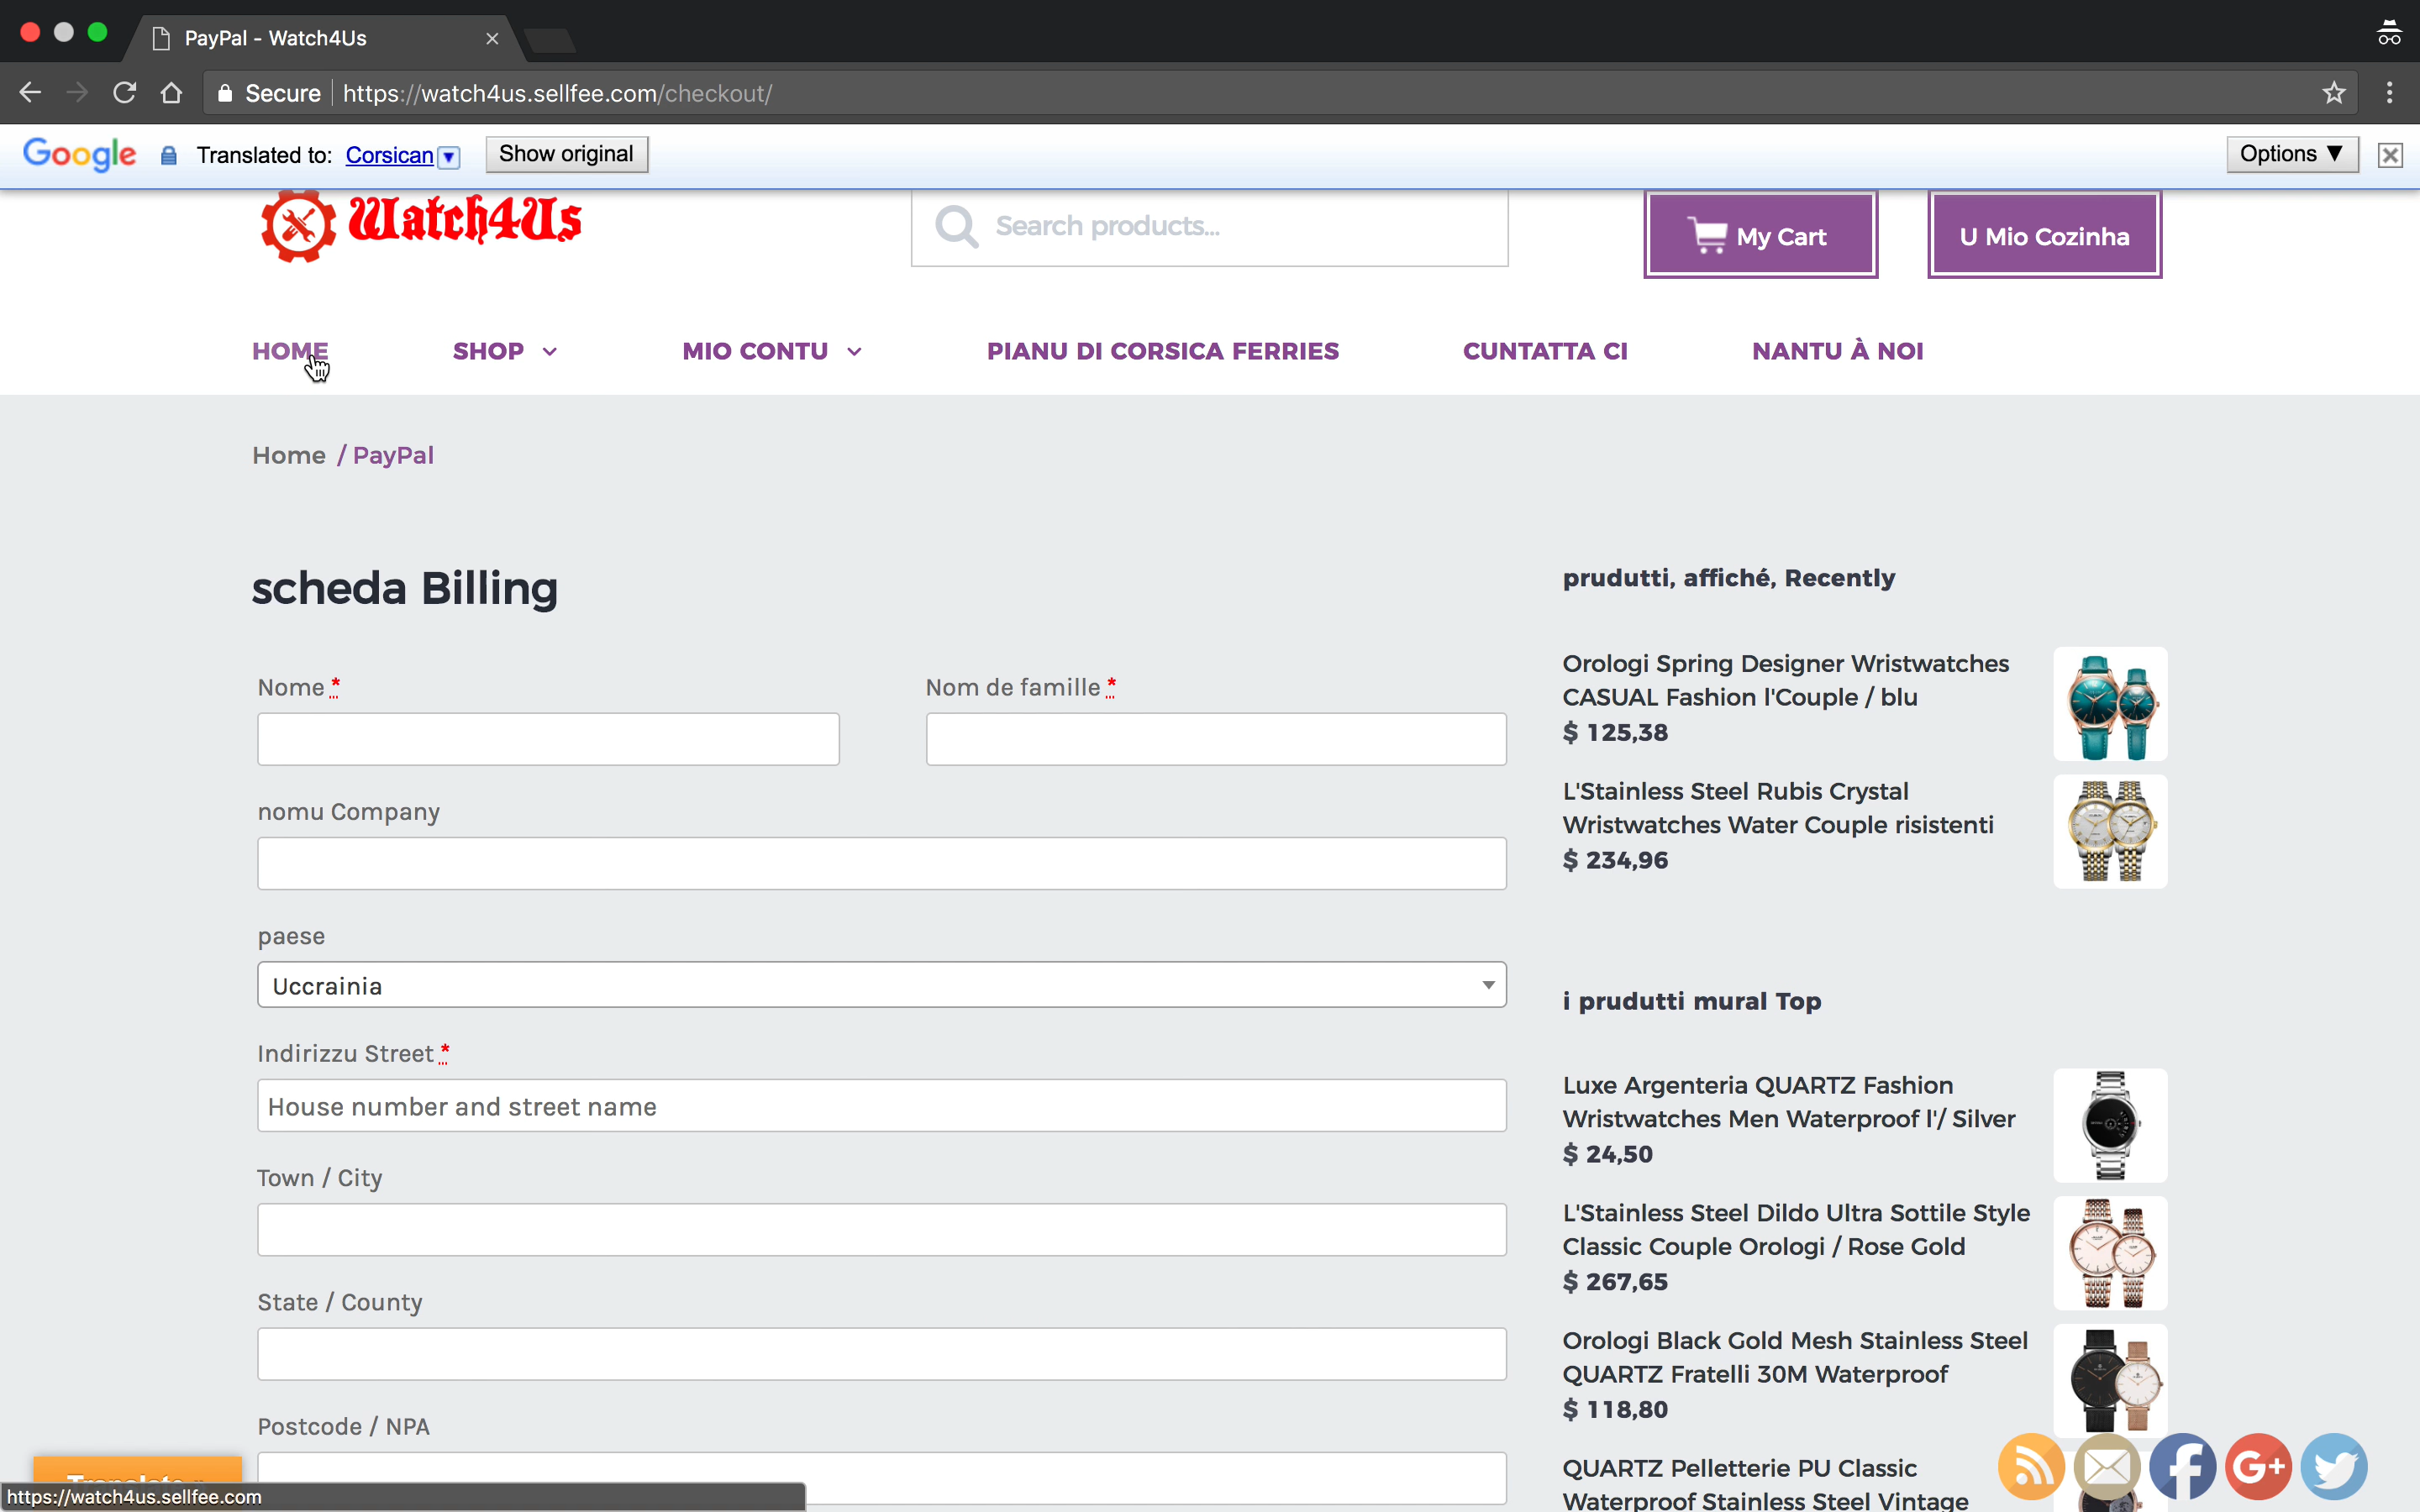 PayPal - Watch4Us
Secure
https://watch4us.sellfee.com/checkout/
Google
Translated to: Corsican
Show original
Options ▼
Watch4Us
Search products...
My Cart
U Mio Cozinha
HOME
SHOP
MIO CONTU
PIANU DI CORSICA FERRIES
CUNTATTA CI
NANTU À NOI
Home / PayPal
scheda Billing
Nome *
Nom de famille *
nomu Company
paese
Uccrainia
Indirizzu Street *
House number and street name
Town / City
State / County
Postcode / NPA
prudutti, affiché, Recently
Orologi Spring Designer Wristwatches
CASUAL Fashion l'Couple / blu
$ 125,38
L'Stainless Steel Rubis Crystal
Wristwatches Water Couple risistenti
$ 234,96
i prudutti mural Top
Luxe Argenteria QUARTZ Fashion
Wristwatches Men Waterproof l'/ Silver
$ 24,50
L'Stainless Steel Dildo Ultra Sottile Style
Classic Couple Orologi / Rose Gold
$ 267,65
Orologi Black Gold Mesh Stainless Steel
QUARTZ Fratelli 30M Waterproof
$ 118,80
QUARTZ Pelletterie PU Classic
Waterproof Stainless Steel Vintage
G+
https://watch4us.sellfee.com